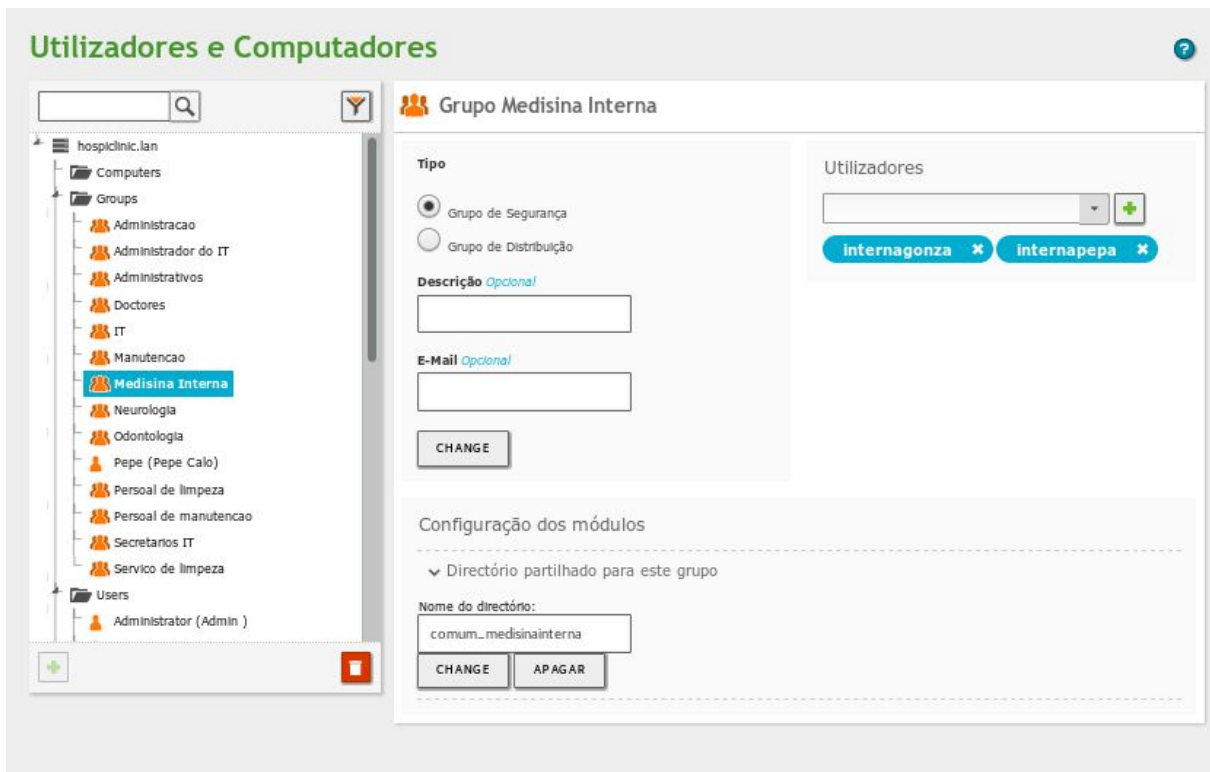 Utilizadores e Computadores
?
hospiclinic.lan
Computers
Groups
Administracao
Administrador do IT
Administrativos
Doctores
IT
Manutencao
Medisina Interna
Neurologia
Odontologia
Pepe (Pepe Calo)
Persoal de limpeza
Persoal de manutencao
Secretarios IT
Servico de limpeza
Users
Administrator (Admin )
Grupo Medisina Interna
Tipo
Grupo de Segurança
Grupo de Distribuição
Descrição Opcional
E-Mail Opcional
CHANGE
Utilizadores
internagonza × internapepa ×
Configuração dos módulos
Directório partilhado para este grupo
Nome do directório:
comum_medisinainterna
CHANGE APAGAR